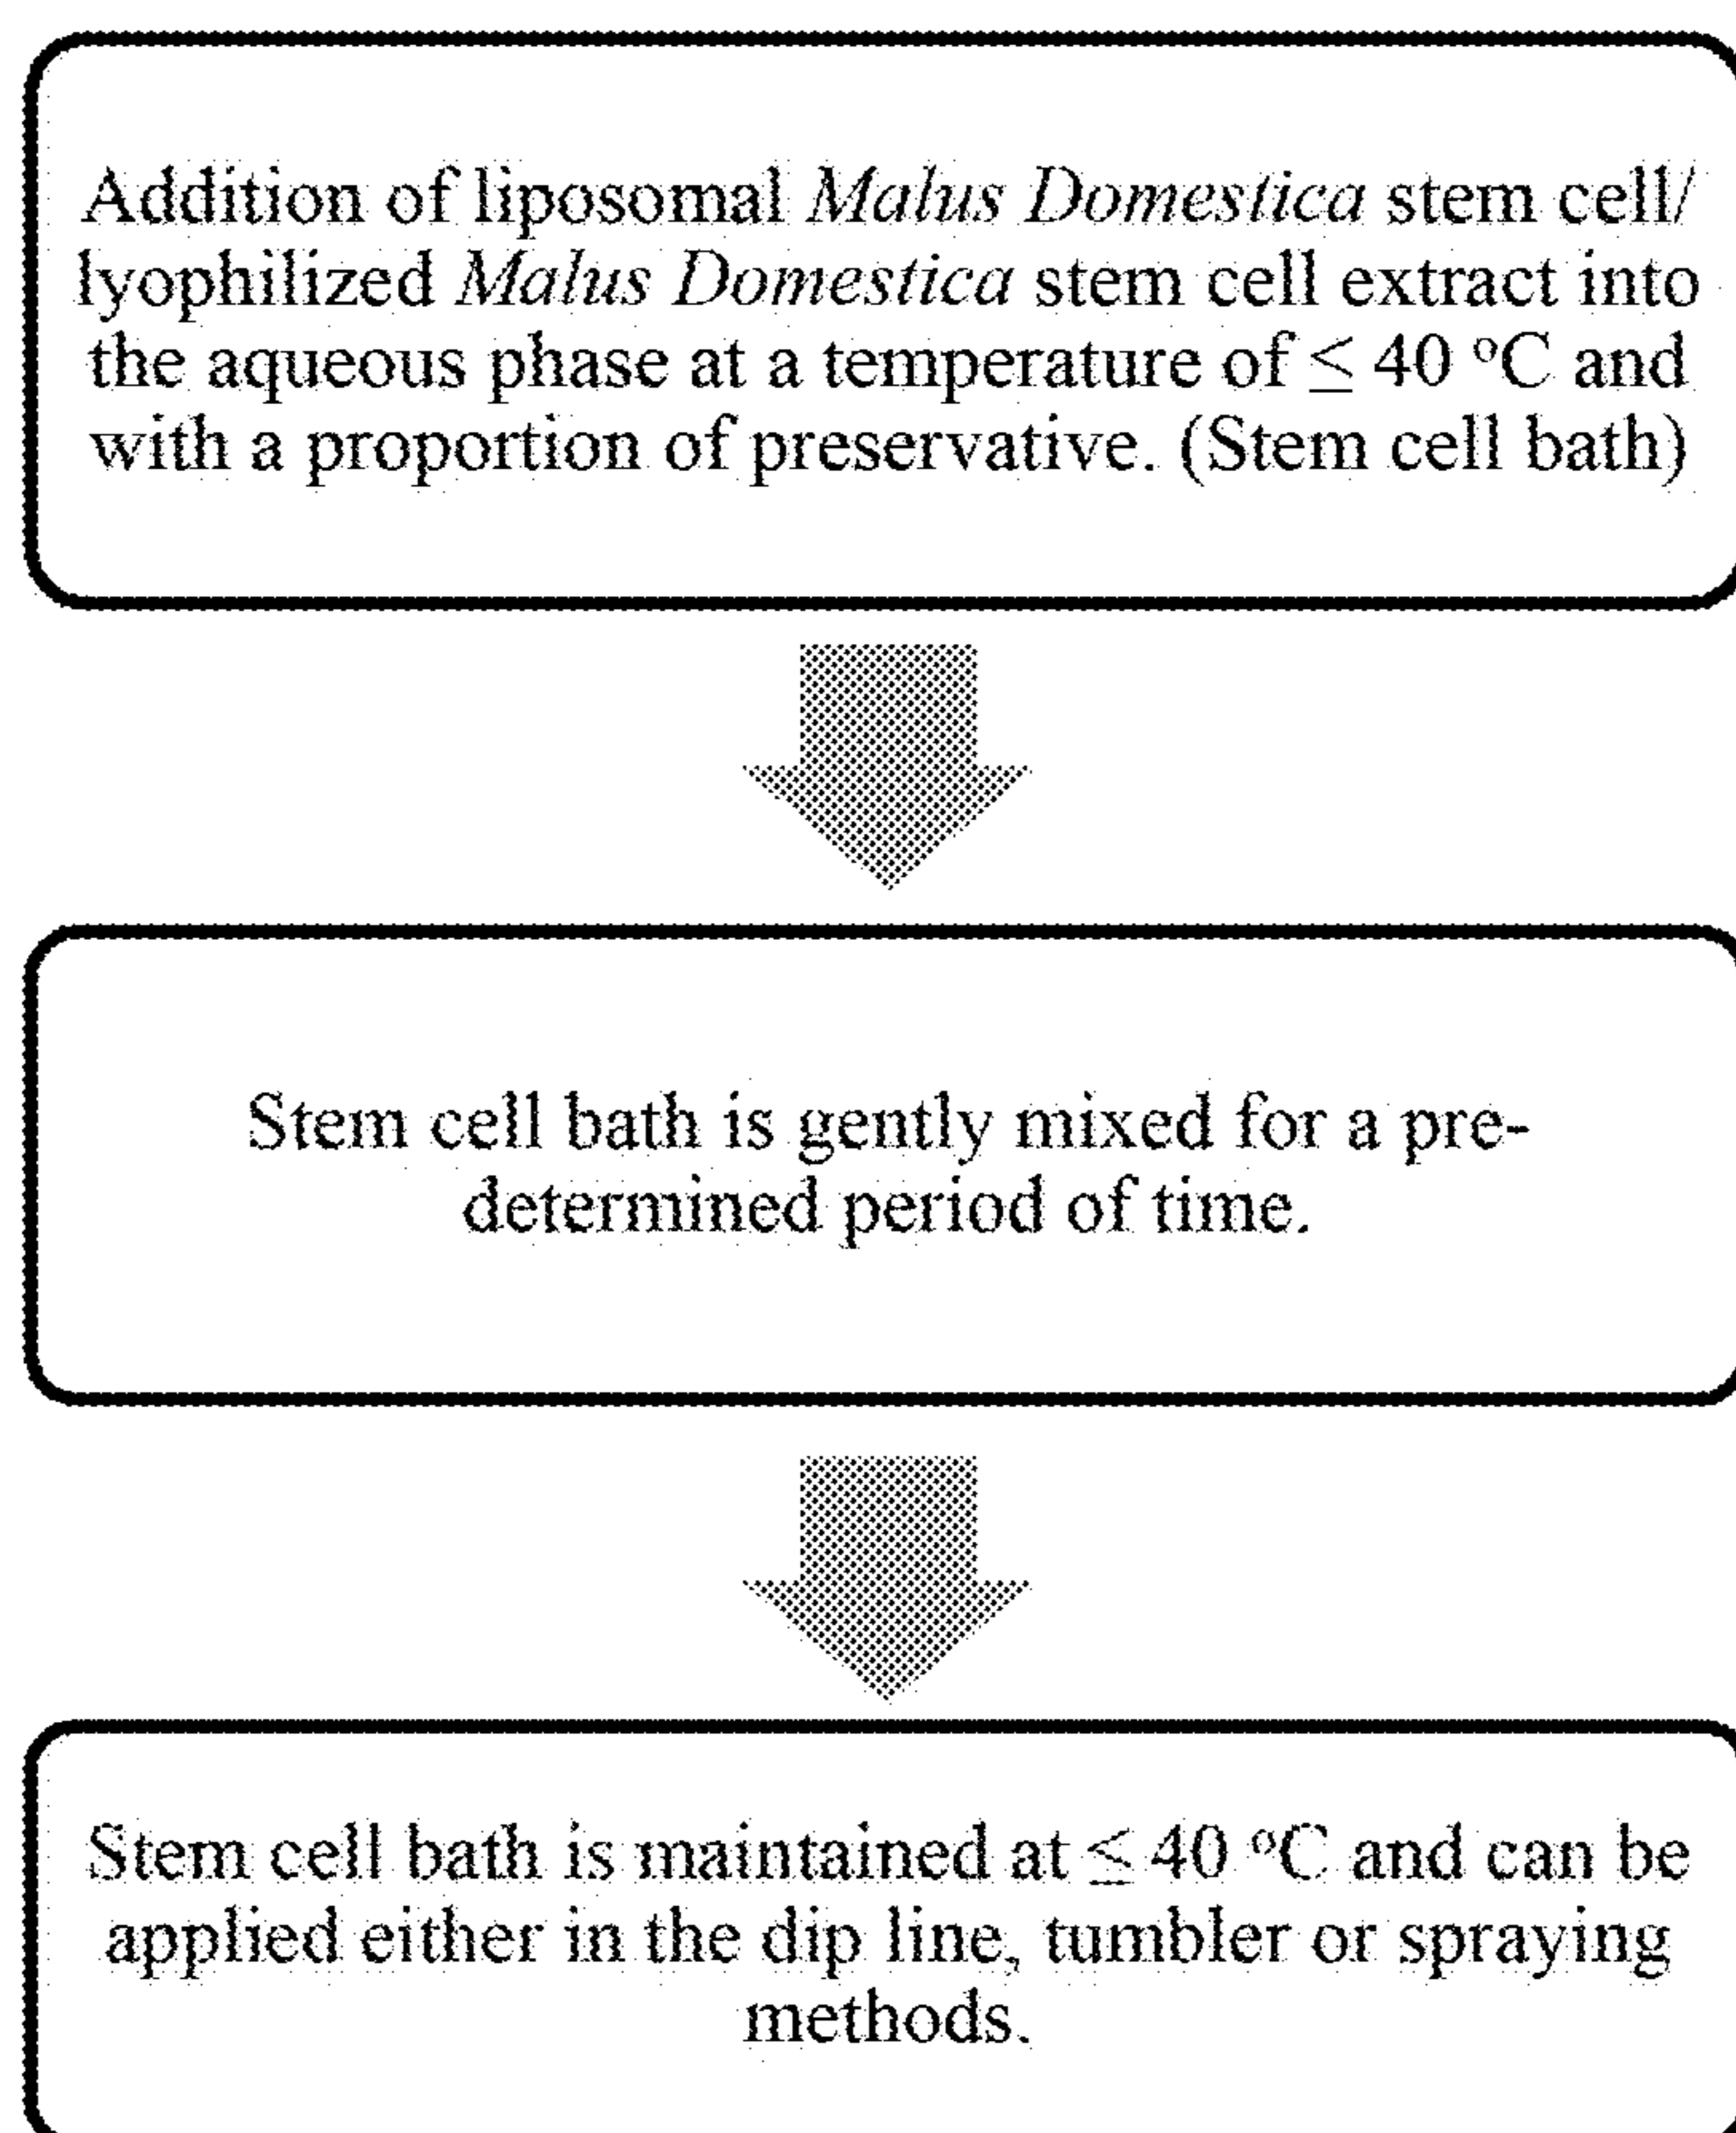 Addition of liposomal Malus Domestica stem cell/
lyophilized Malus Domestica stem cell extract into
the aqueous phase at a temperature of ≤ 40 ºC and
with a proportion of preservative. (Stem cell bath)
Stem cell bath is gently mixed for a pre-
determined period of time.
Stem cell bath is maintained at ≤ 40 ºC and can be
applied either in the dip line, tumbler or spraying
methods.